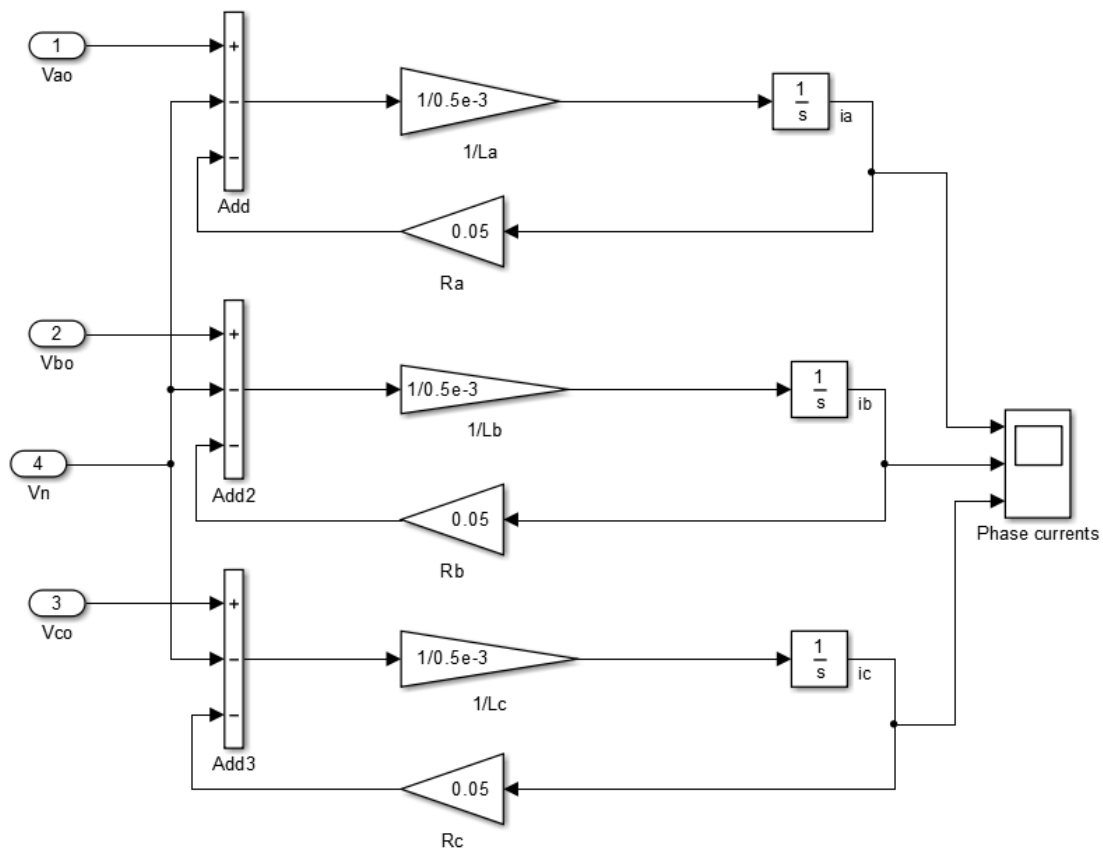 1
Vao
+
−
−
Add
1/0.5e-3
1/La
1
s
ia
0.05
Ra
2
Vbo
+
−
−
Add2
1/0.5e-3
1/Lb
1
s
ib
0.05
Rb
4
Vn
Phase currents
3
Vco
+
−
−
Add3
1/0.5e-3
1/Lc
1
s
ic
0.05
Rc